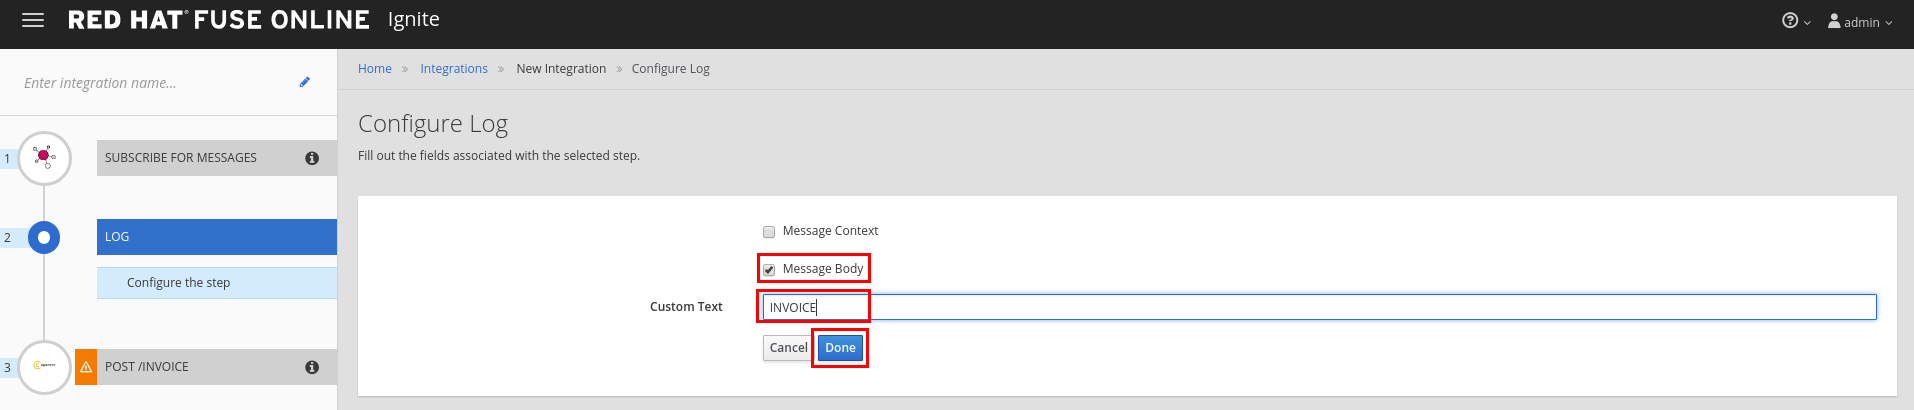 RED HAT® FUSE ONLINE Ignite
admin
Enter integration name...
Home » Integrations » New Integration » Configure Log
Configure Log
Fill out the fields associated with the selected step.
1 SUBSCRIBE FOR MESSAGES
2 LOG
Configure the step
3 POST /INVOICE
Message Context
Message Body
Custom Text INVOICE
Cancel Done